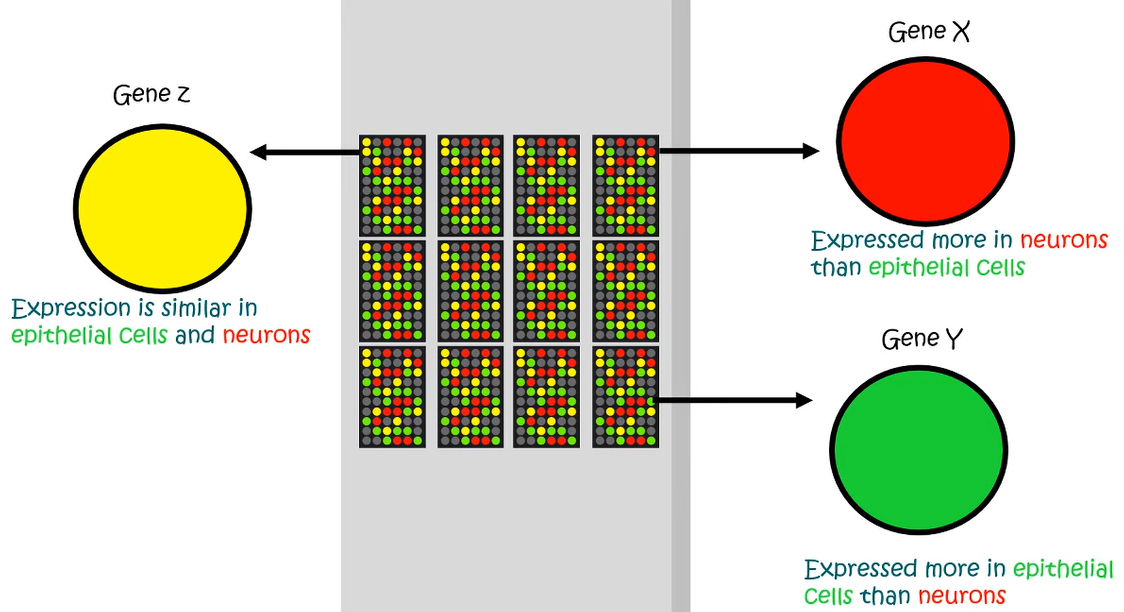 Gene X
Gene z
Expressed more in neurons
than epithelial cells
Expression is similar in
epithelial cells and neurons
Gene Y
Expressed more in epithelial
cells than neurons